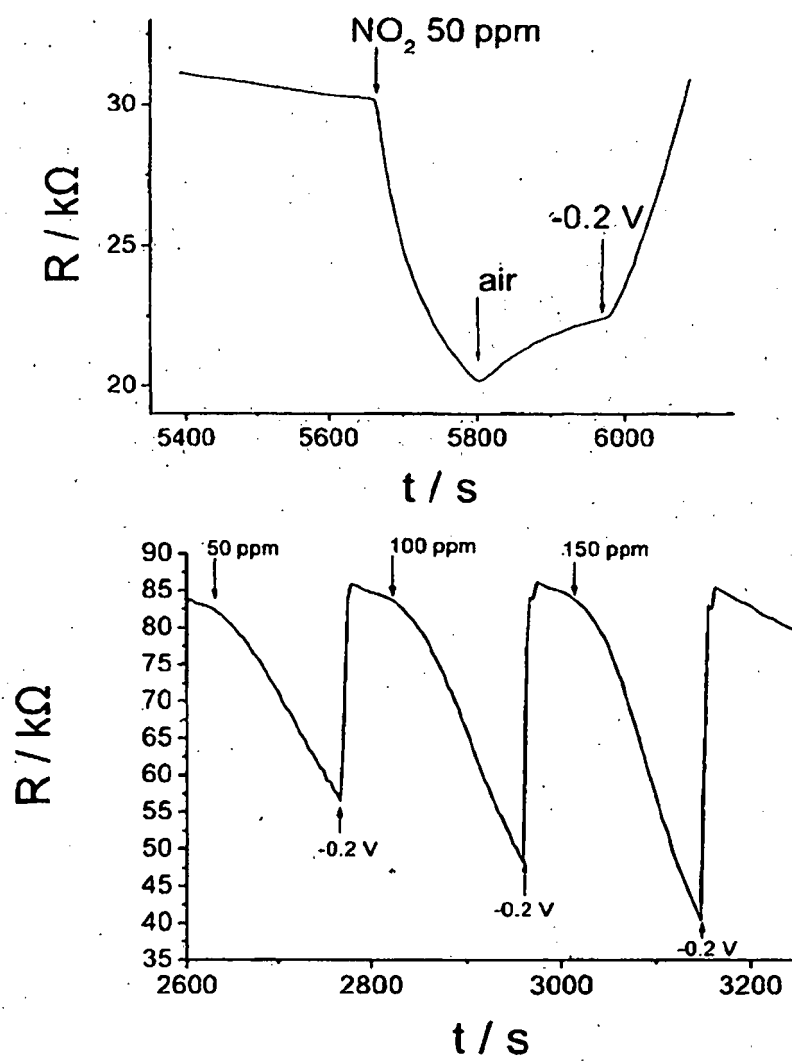 NO₂ 50 ppm
30
-0.2 V
R / kΩ
25
air
20
5400 5600 5800 6000
t / s
90
50 ppm 100 ppm 150 ppm
85
80
75
70
R / kΩ
65
60
55
50
-0.2 V
45
-0.2 V
40
-0.2 V
35
2600 2800 3000 3200
t / s